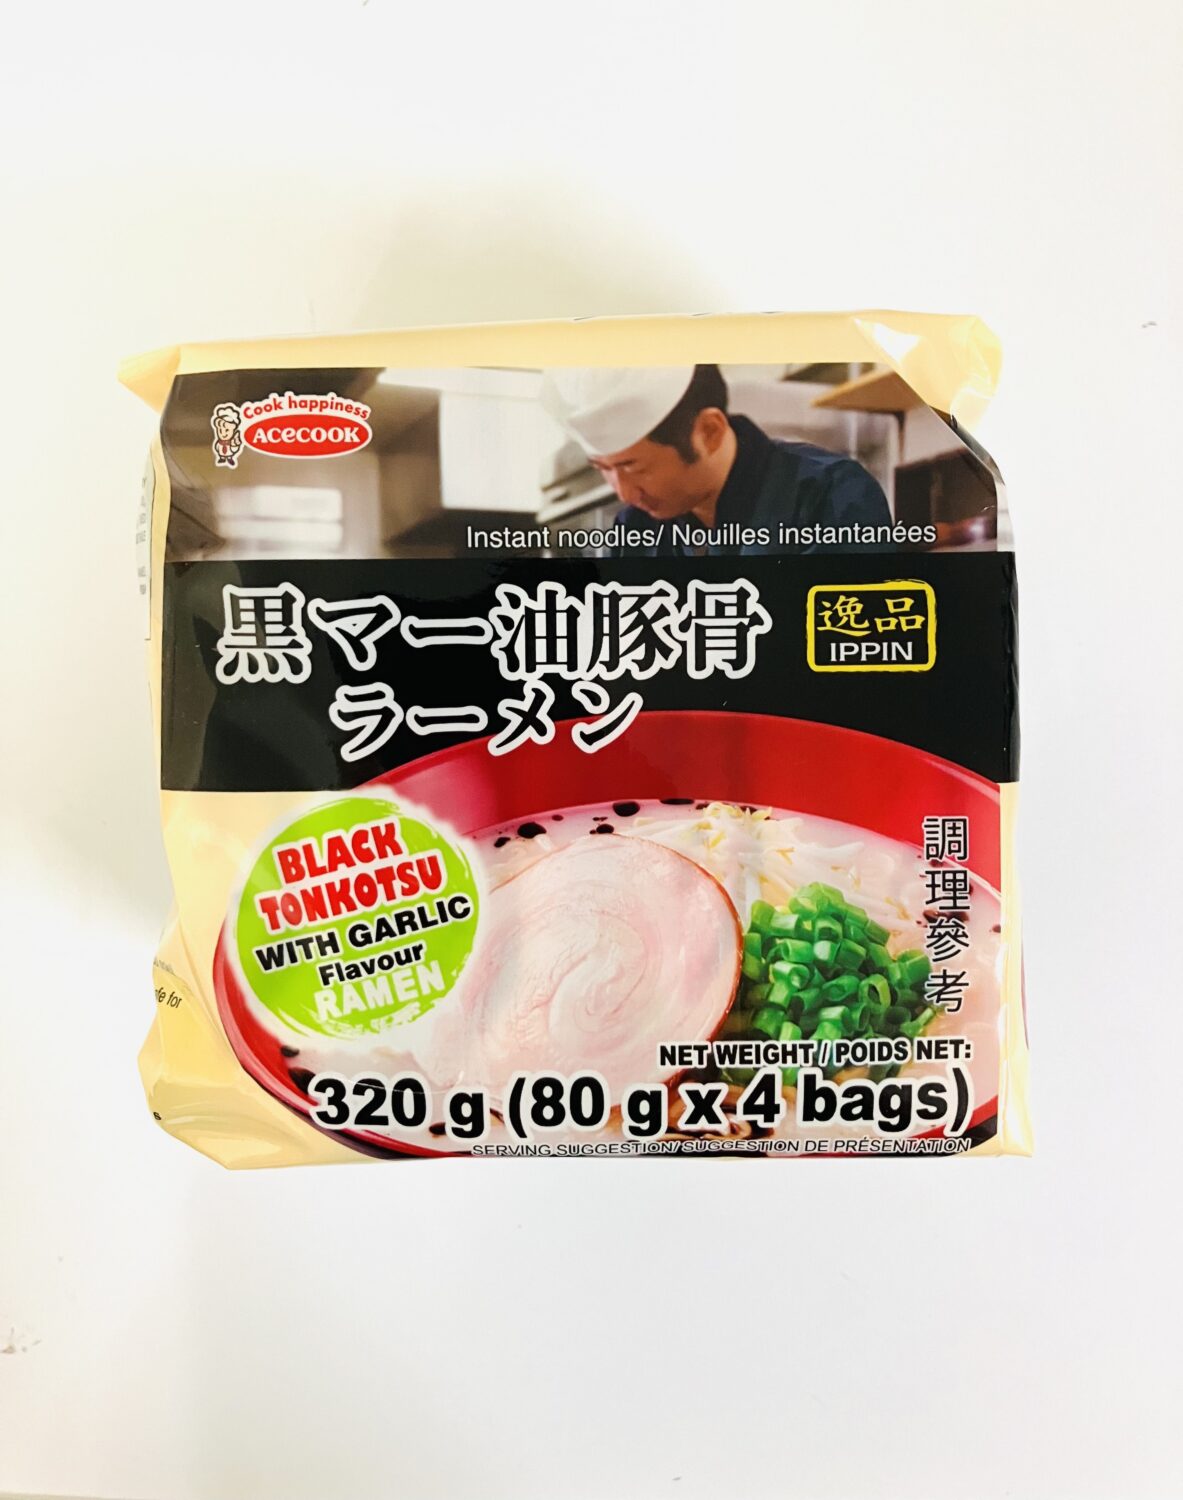 Cook happiness
ACECOOK
Instant noodles/ Nouilles instantanées
黒マー油豚骨
ラーメン
逸品
IPPIN
BLACK
TONKOTSU
WITH GARLIC
Flavour
RAMEN
調理參考
NET WEIGHT / POIDS NET:
320 g (80 g x 4 bags)
SERVING SUGGESTION/ SUGGESTION DE PRÉSENTATION
for